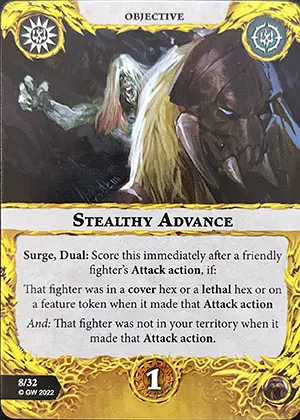 OBJECTIVE
STEALTHY ADVANCE
Surge, Dual: Score this immediately after a friendly
fighter's Attack action, if:
That fighter was in a cover hex or a lethal hex or on
a feature token when it made that Attack action
And: That fighter was not in your territory when it
made that Attack action.
8/32
© GW 2022
1